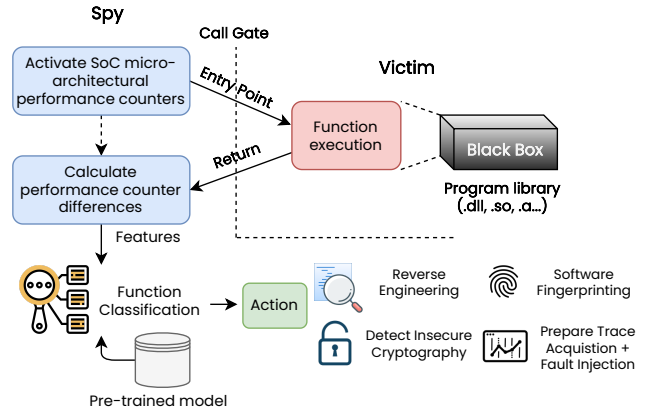 Spy
Call Gate
Activate SoC micro-
architectural
performance counters
Entry Point
Victim
Function
execution
Black Box
Return
Calculate
performance counter
differences
Program library
(.dll, .so, .a...)
Features
Function
Classification
Action
Reverse
Engineering
Software
Fingerprinting
Detect Insecure
Cryptography
Prepare Trace
Acquistion +
Fault Injection
Pre-trained model